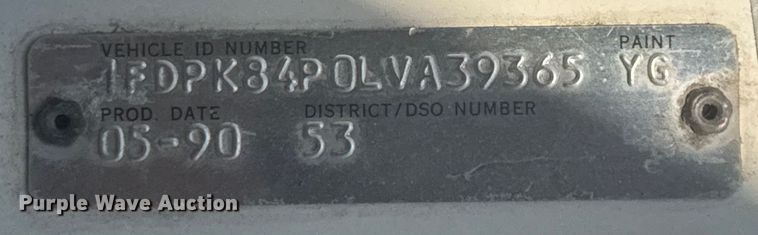 VEHICLE ID NUMBER PAINT
1FDPK84P0LVA39365 YG
PROD. DATE DISTRICT/DSO NUMBER
05-90 53
Purple Wave Auction